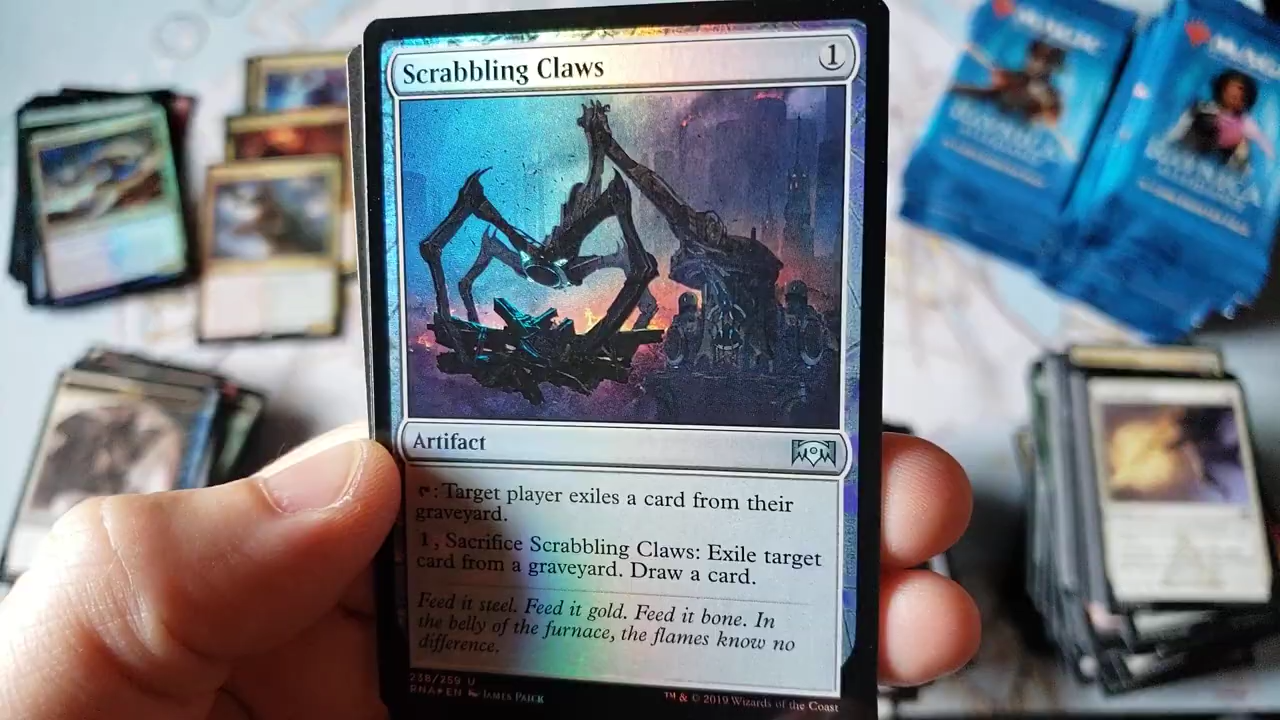 Scrabbling Claws 1
Artifact
:Target player exiles a card from their
graveyard.
1, Sacrifice Scrabbling Claws: Exile target
card from a graveyard. Draw a card.
Feed it steel. Feed it gold. Feed it bone. In
the belly of the furnace, the flames know no
difference.
238/259 U
RNA★EN James Paick
™ & © 2019 Wizards of the Coast